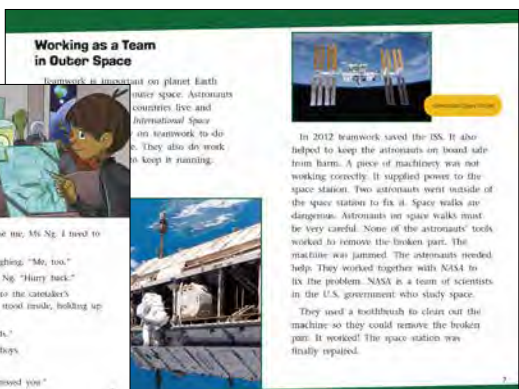 Working as a Team
in Outer Space
Teamwork is important on planet Earth
outer space. Astronauts
countries live and
International Space
on teamwork to do
They also do work
to keep it running.
me, Ms Ng. I need to
ghing. "Me, too."
Ng. "Hurry back."
to the caretaker's
stood inside, holding up
boys
missed you."
In 2012 teamwork saved the ISS. It also
helped to keep the astronauts on board safe
from harm. A piece of machinery was not
working correctly. It supplied power to the
space station. Two astronauts went outside of
the space station to fix it. Space walks are
dangerous. Astronauts on space walks must
be very careful. None of the astronauts' tools
worked to remove the broken part. The
machine was jammed. The astronauts needed
help. They worked together with NASA to
fix the problem. NASA is a team of scientists
in the U.S. government who study space.
They used a toothbrush to clean out the
machine so they could remove the broken
part. It worked! The space station was
finally repaired.
7